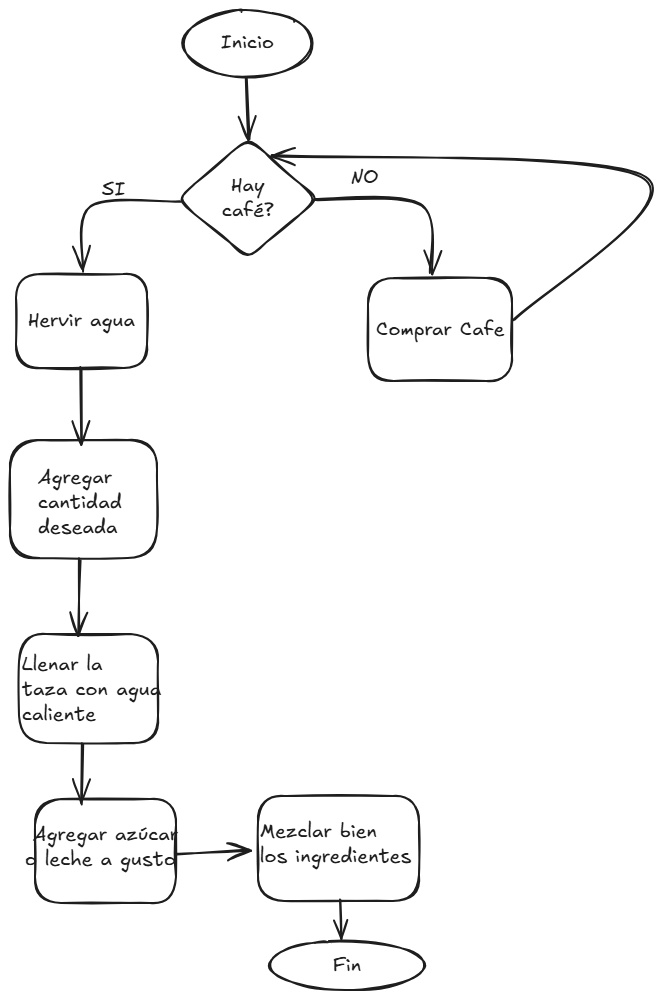 Inicio
Hay
café?
SI
NO
Hervir agua
Comprar Cafe
Agregar
cantidad
deseada
Llenar la
taza con agua
caliente
Agregar azúcar
o leche a gusto
Mezclar bien
los ingredientes
Fin